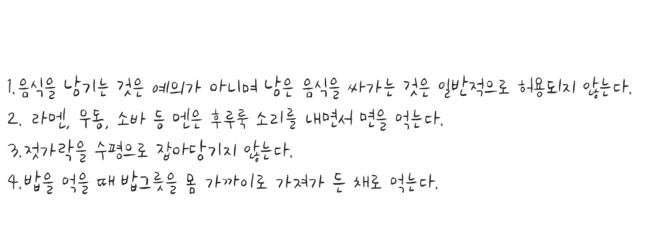 1.음식을 남기는 것은 예의가 아니며 남은 음식을 싸가는 것은 일반적으로 허용되지 않는다.
2. 라멘, 우동, 소바 등 멘은 후루룩 소리를 내면서 면을 먹는다.
3.젓가락을 수평으로 잡아당기지 않는다.
4.밥을 먹을 때 밥그릇을 몸 가까이로 가져가 든 채로 먹는다.